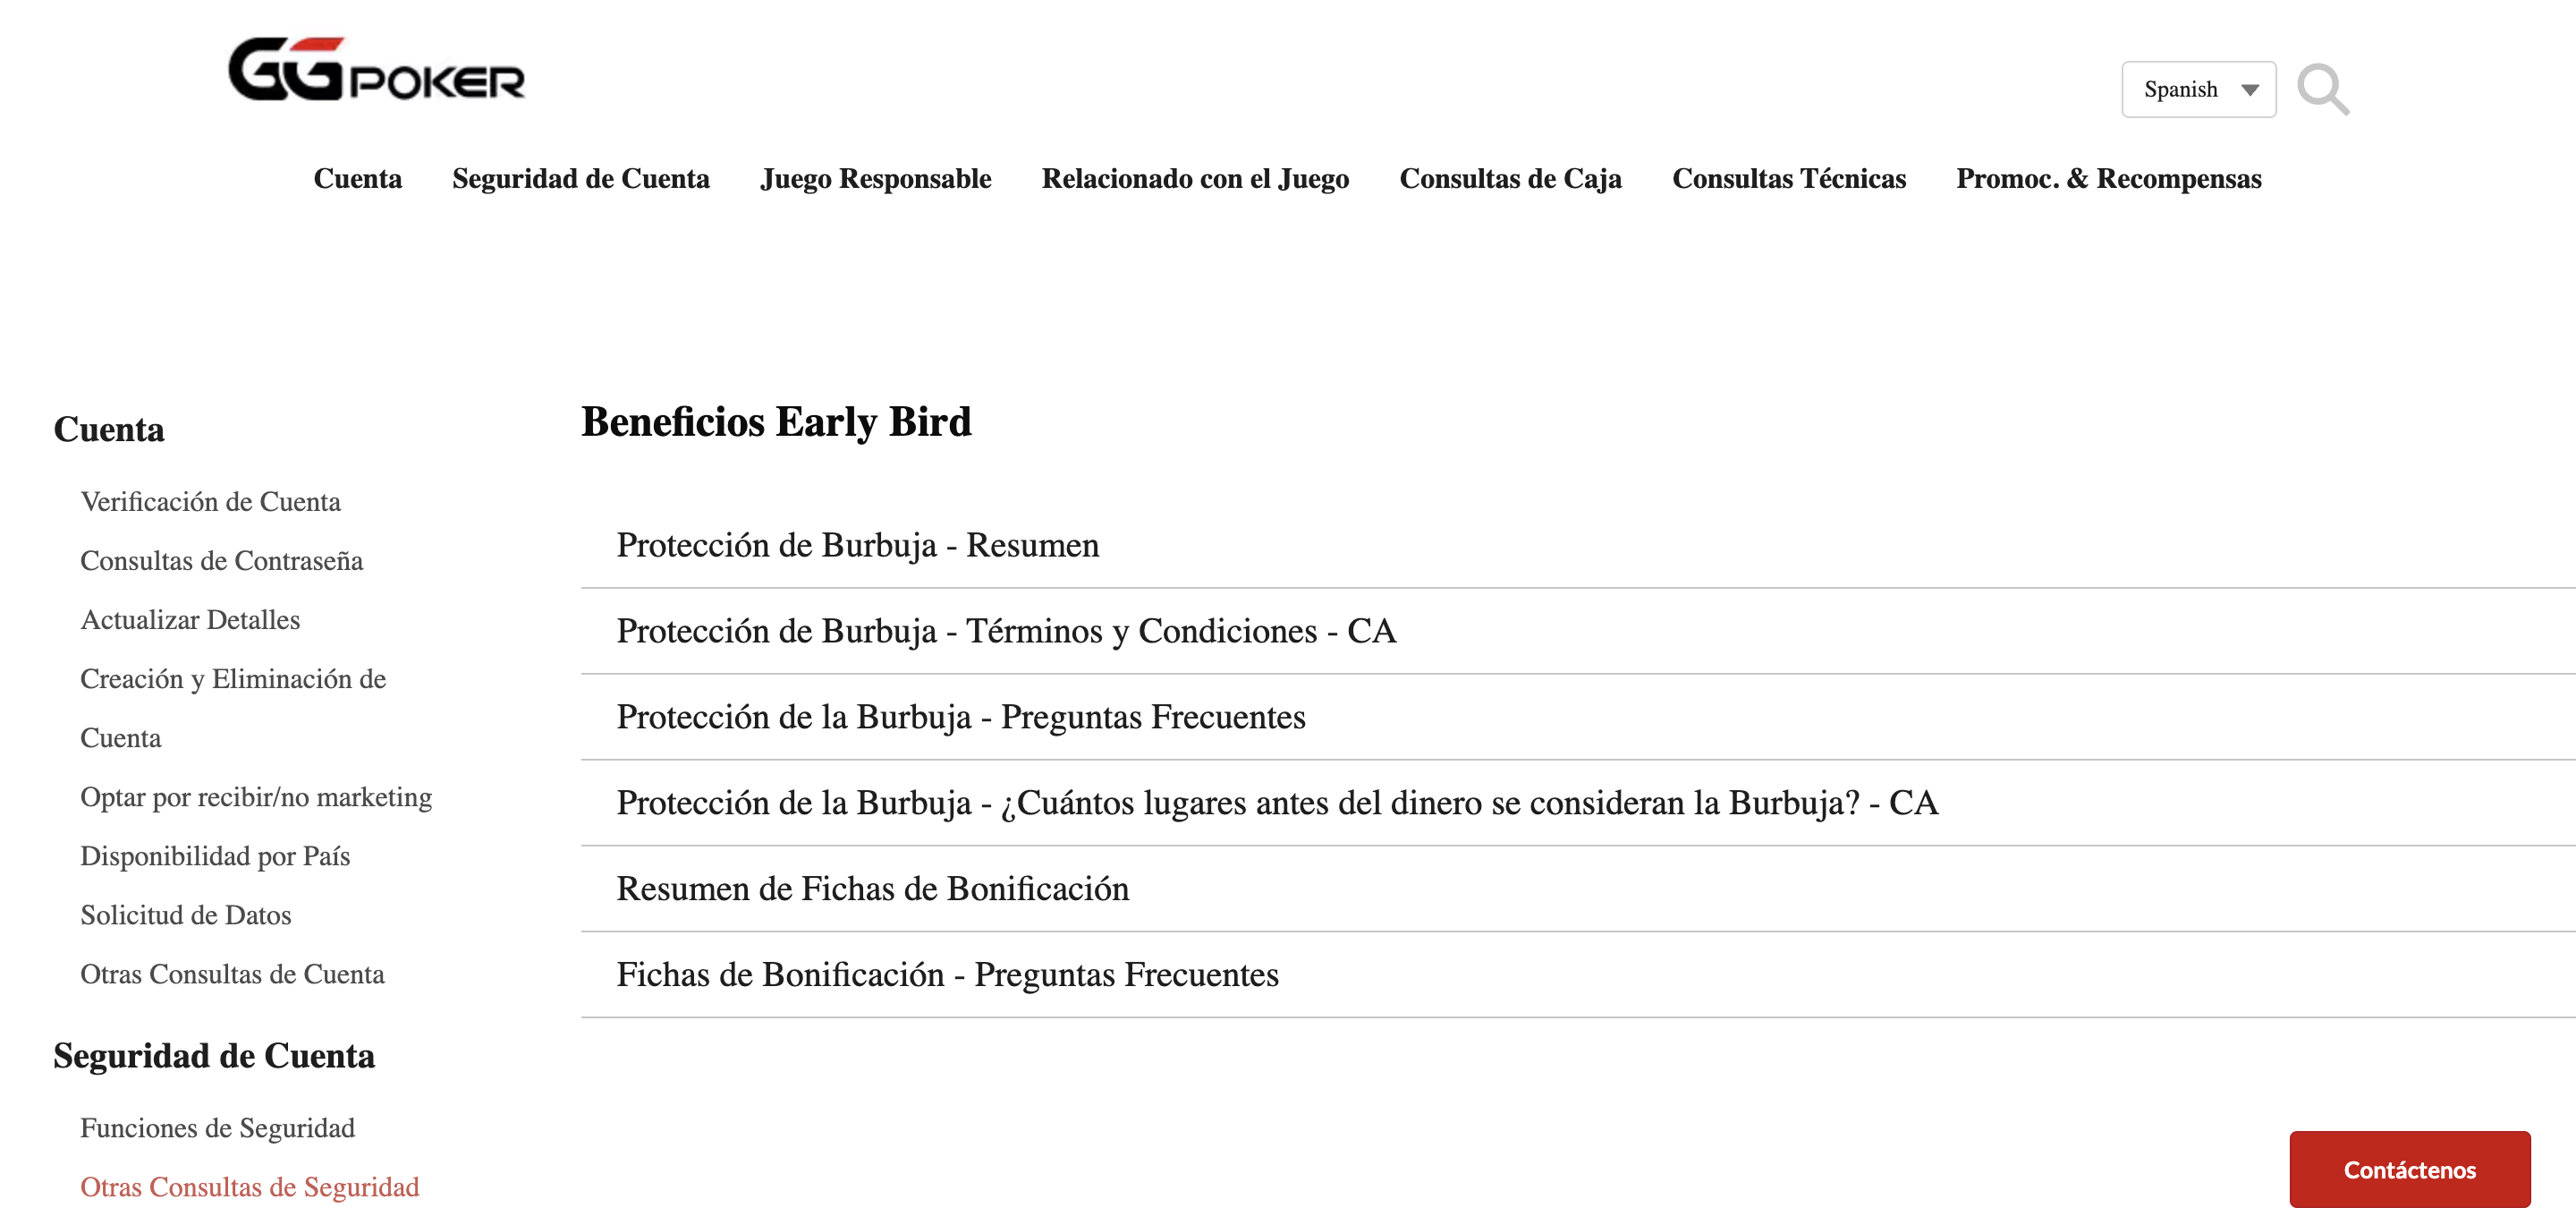 GGPOKER
Spanish
Cuenta Seguridad de Cuenta Juego Responsable Relacionado con el Juego Consultas de Caja Consultas Técnicas Promoc. & Recompensas
Cuenta
Verificación de Cuenta
Consultas de Contraseña
Actualizar Detalles
Creación y Eliminación de
Cuenta
Optar por recibir/no marketing
Disponibilidad por País
Solicitud de Datos
Otras Consultas de Cuenta
Seguridad de Cuenta
Funciones de Seguridad
Otras Consultas de Seguridad
Beneficios Early Bird
Protección de Burbuja - Resumen
Protección de Burbuja - Términos y Condiciones - CA
Protección de la Burbuja - Preguntas Frecuentes
Protección de la Burbuja - ¿Cuántos lugares antes del dinero se consideran la Burbuja? - CA
Resumen de Fichas de Bonificación
Fichas de Bonificación - Preguntas Frecuentes
Contáctenos